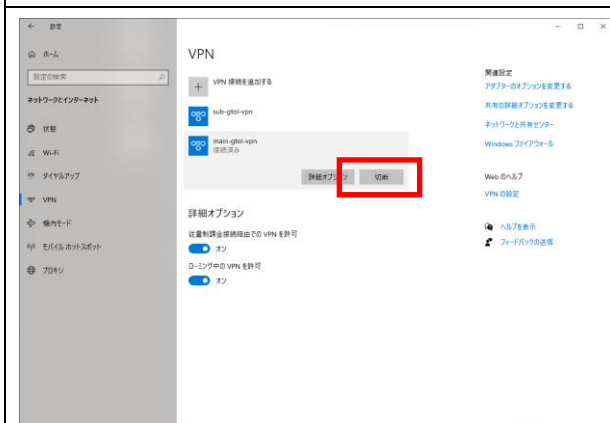 設定
ホーム
設定の検索
ネットワークとインターネット
状態
Wi-Fi
ダイヤルアップ
VPN
機内モード
モバイル ホットスポット
プロキシ
VPN
VPN 接続を追加する
sub-gtol-vpn
main-gtol-vpn
接続済み
詳細オプション
切断
詳細オプション
従量制課金接続経由での VPN を許可
オン
ローミング中の VPN を許可
オン
関連設定
アダプターのオプションを変更する
共有の詳細オプションを変更する
ネットワークと共有センター
Windows ファイアウォール
Web のヘルプ
VPN の設定
ヘルプを表示
フィードバックの送信